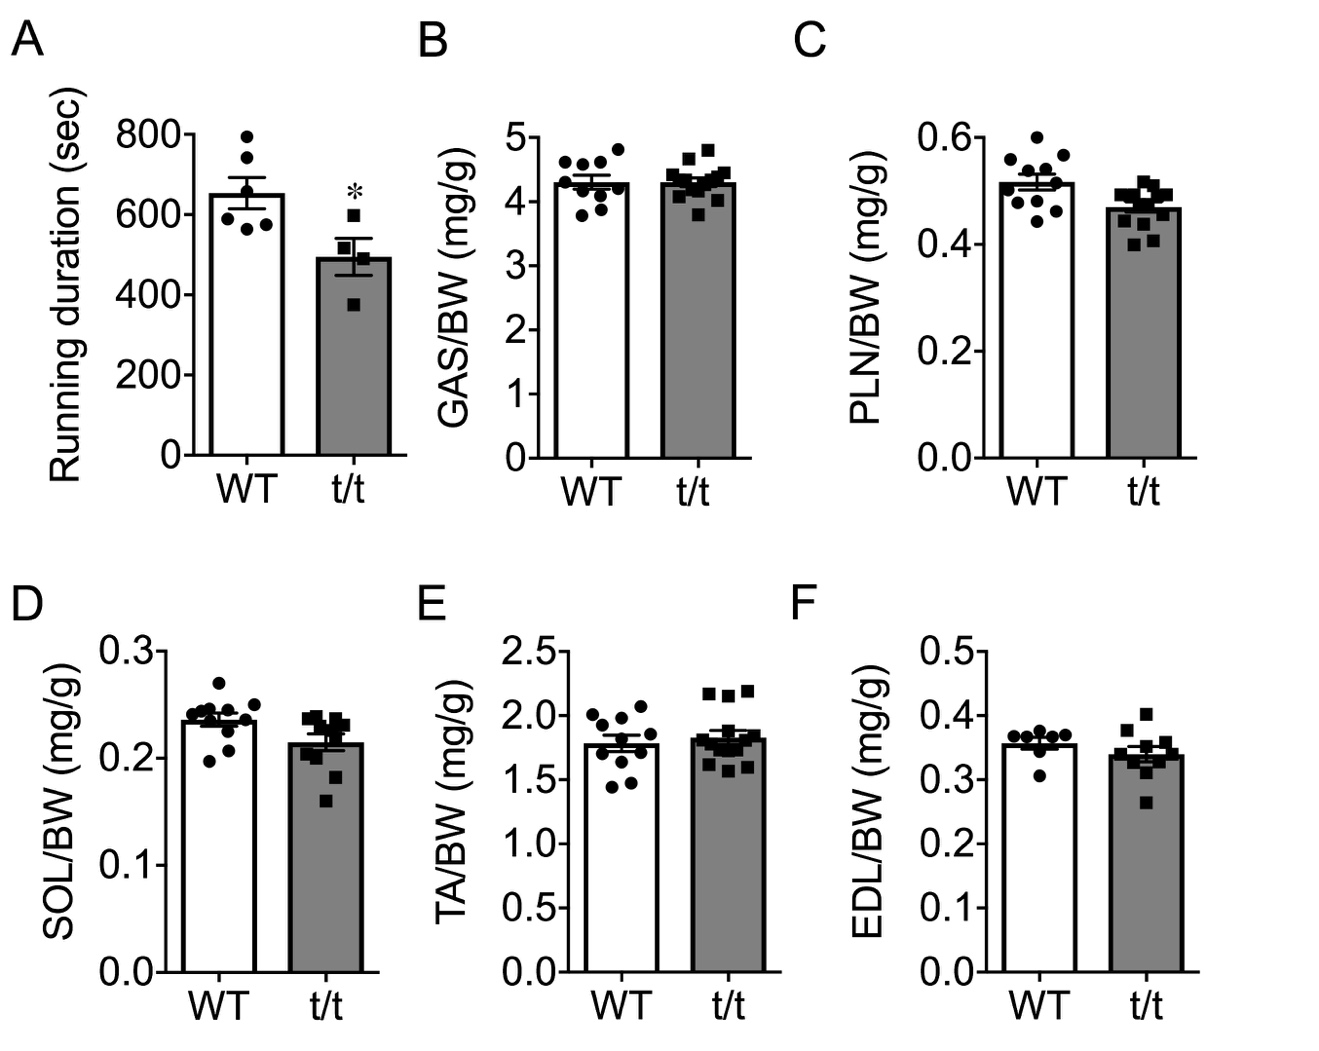 A
B
C
Running duration (sec)
800
600
400
200
0
*
WT
t/t
GAS/BW (mg/g)
5
4
3
2
1
0
WT
t/t
PLN/BW (mg/g)
0.6
0.4
0.2
0.0
WT
t/t
D
E
F
SOL/BW (mg/g)
0.3
0.2
0.1
0.0
WT
t/t
TA/BW (mg/g)
2.5
2.0
1.5
1.0
0.5
0.0
WT
t/t
EDL/BW (mg/g)
0.5
0.4
0.3
0.2
0.1
0.0
WT
t/t